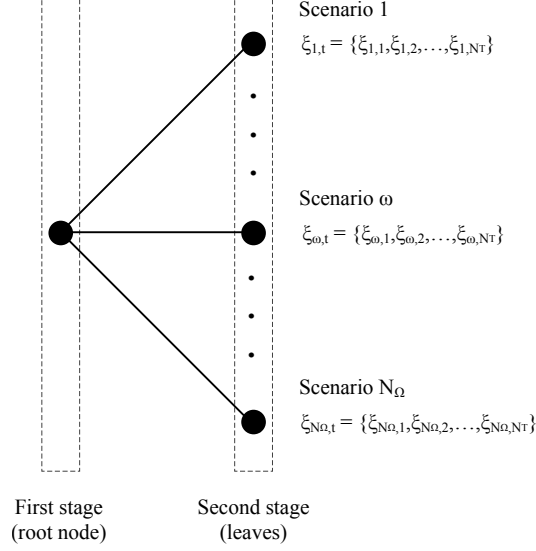 Scenario 1
ξ1,t = {ξ1,1,ξ1,2,…,ξ1,NT}
Scenario ω
ξω,t = {ξω,1,ξω,2,…,ξω,NT}
Scenario NΩ
ξNΩ,t = {ξNΩ,1,ξNΩ,2,…,ξNΩ,NT}
First stage
(root node)
Second stage
(leaves)